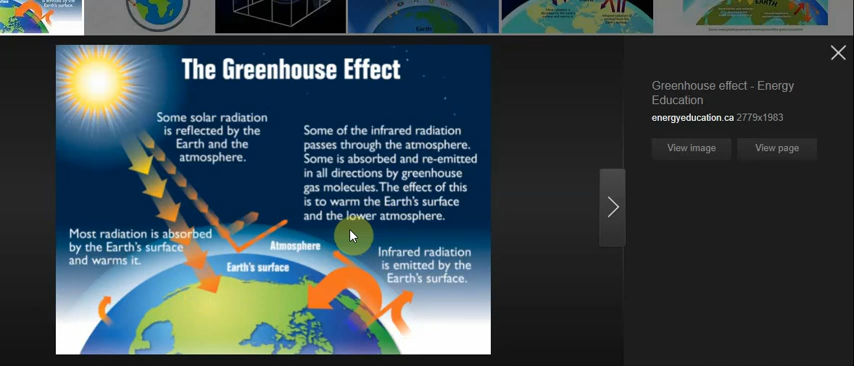 The Greenhouse Effect
Some solar radiation
is reflected by the
Earth and the
atmosphere.
Some of the infrared radiation
passes through the atmosphere.
Some is absorbed and re-emitted
in all directions by greenhouse
gas molecules. The effect of this
is to warm the Earth's surface
and the lower atmosphere.
Most radiation is absorbed
by the Earth's surface
and warms it.
Atmosphere
Earth's surface
Infrared radiation
is emitted by the
Earth's surface.
Greenhouse effect - Energy
Education
energyeducation.ca 2779x1983
View image
View page